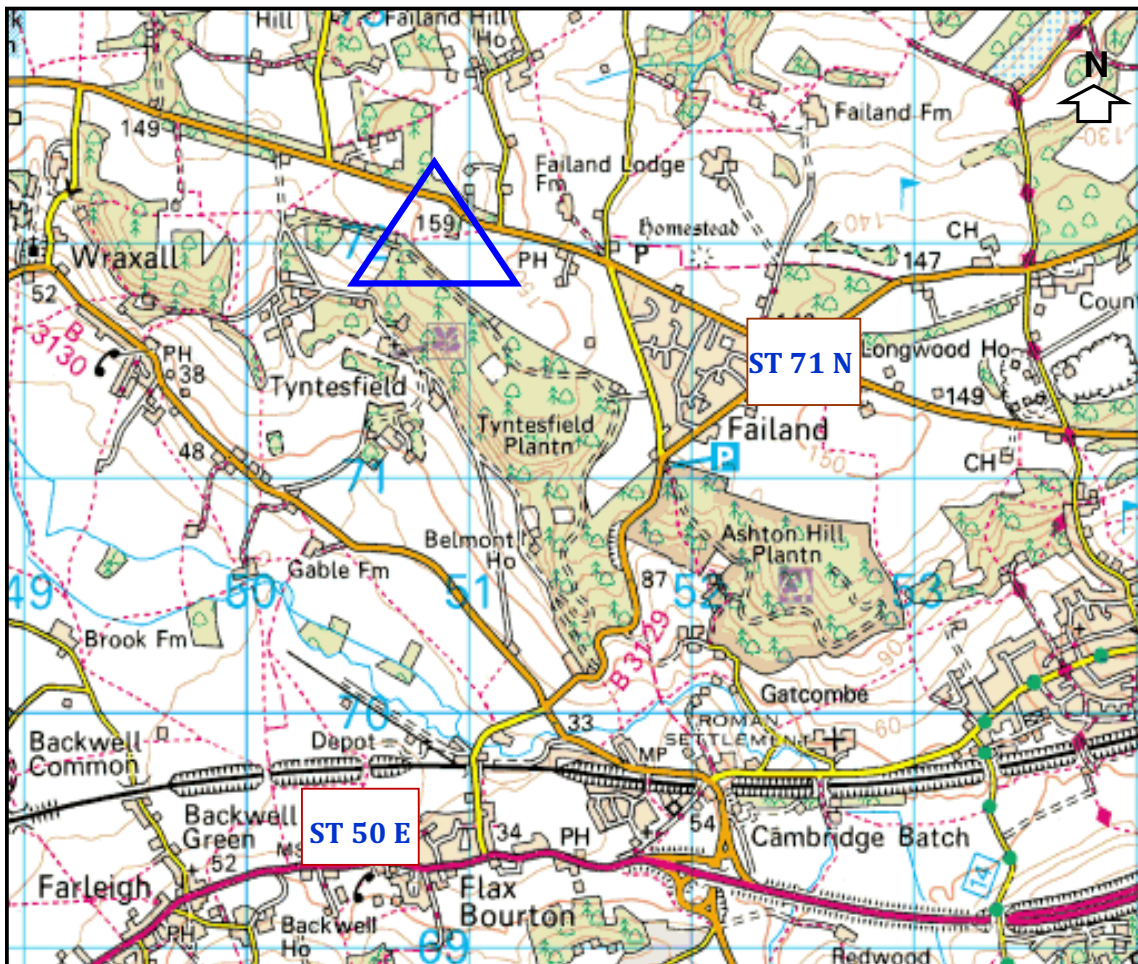 Hill
Failand Hill
Ho
N
149
Failand Fm
130
Failand Lodge
Fm
159
Homestead
140
CH
147
P
PH
Wraxall
52
B
3130
PH
38
Tyntesfield
ST 71 N
Longwood Ho
149
Coun
Tyntesfield
Plantn
Failand
P
150
CH
48
71
Belmont
Ho
Ashton Hill
Plantn
Gable Fm
87
49
50
51
52
53
Brook Fm
B 3129
90
Gatcombe
70
33
ROMAN
SETTLEMENT
60
Depot
MP
Backwell
Common
Backwell
Green
ST 50 E
34
PH
54
Cambridge Batch
52
MS
14
Farleigh
Flax
Bourton
PH
Backwell
Ho
69
Redwood